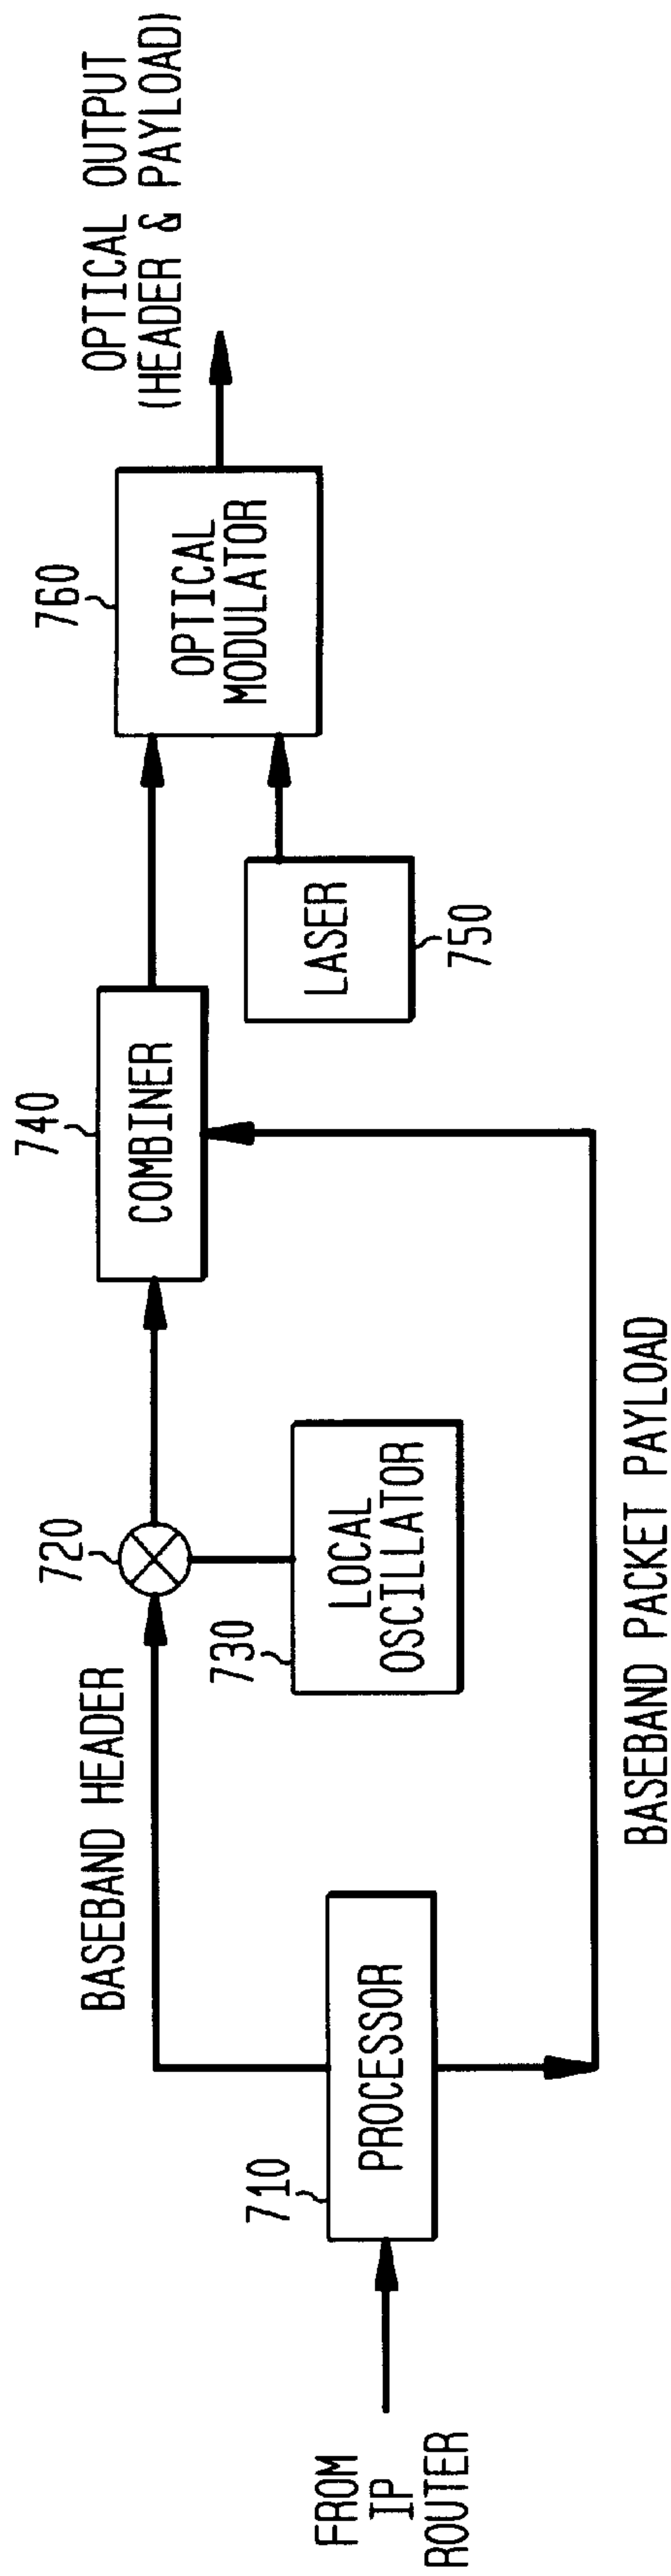 FROM
IP
ROUTER
710
PROCESSOR
BASEBAND HEADER
720
730
LOCAL
OSCILLATOR
BASEBAND PACKET PAYLOAD
740
COMBINER
LASER
750
760
OPTICAL
MODULATOR
OPTICAL OUTPUT
(HEADER & PAYLOAD)